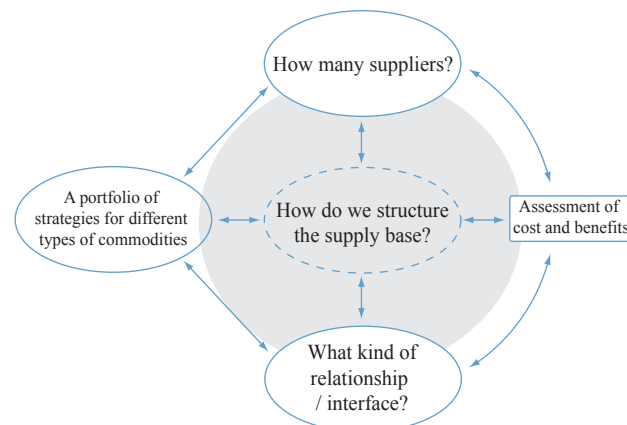 How many suppliers?
A portfolio of
strategies for different
types of commodities
How do we structure
the supply base?
Assessment of
cost and benefits
What kind of
relationship
/ interface?